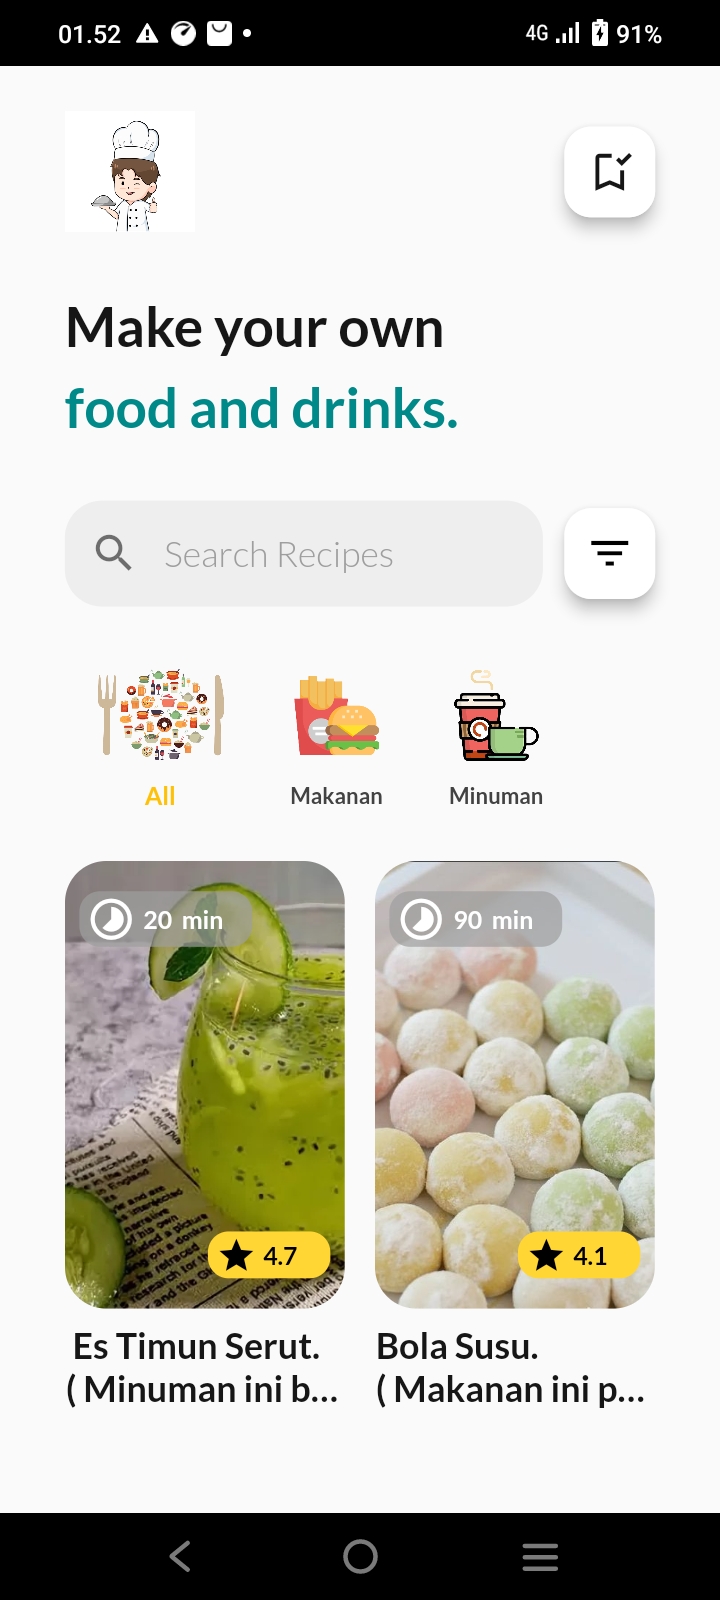 01.52
4G 91%
Make your own
food and drinks.
Search Recipes
All
Makanan
Minuman
20 min
90 min
4.7
4.1
Es Timun Serut.
( Minuman ini b...
Bola Susu.
( Makanan ini p...